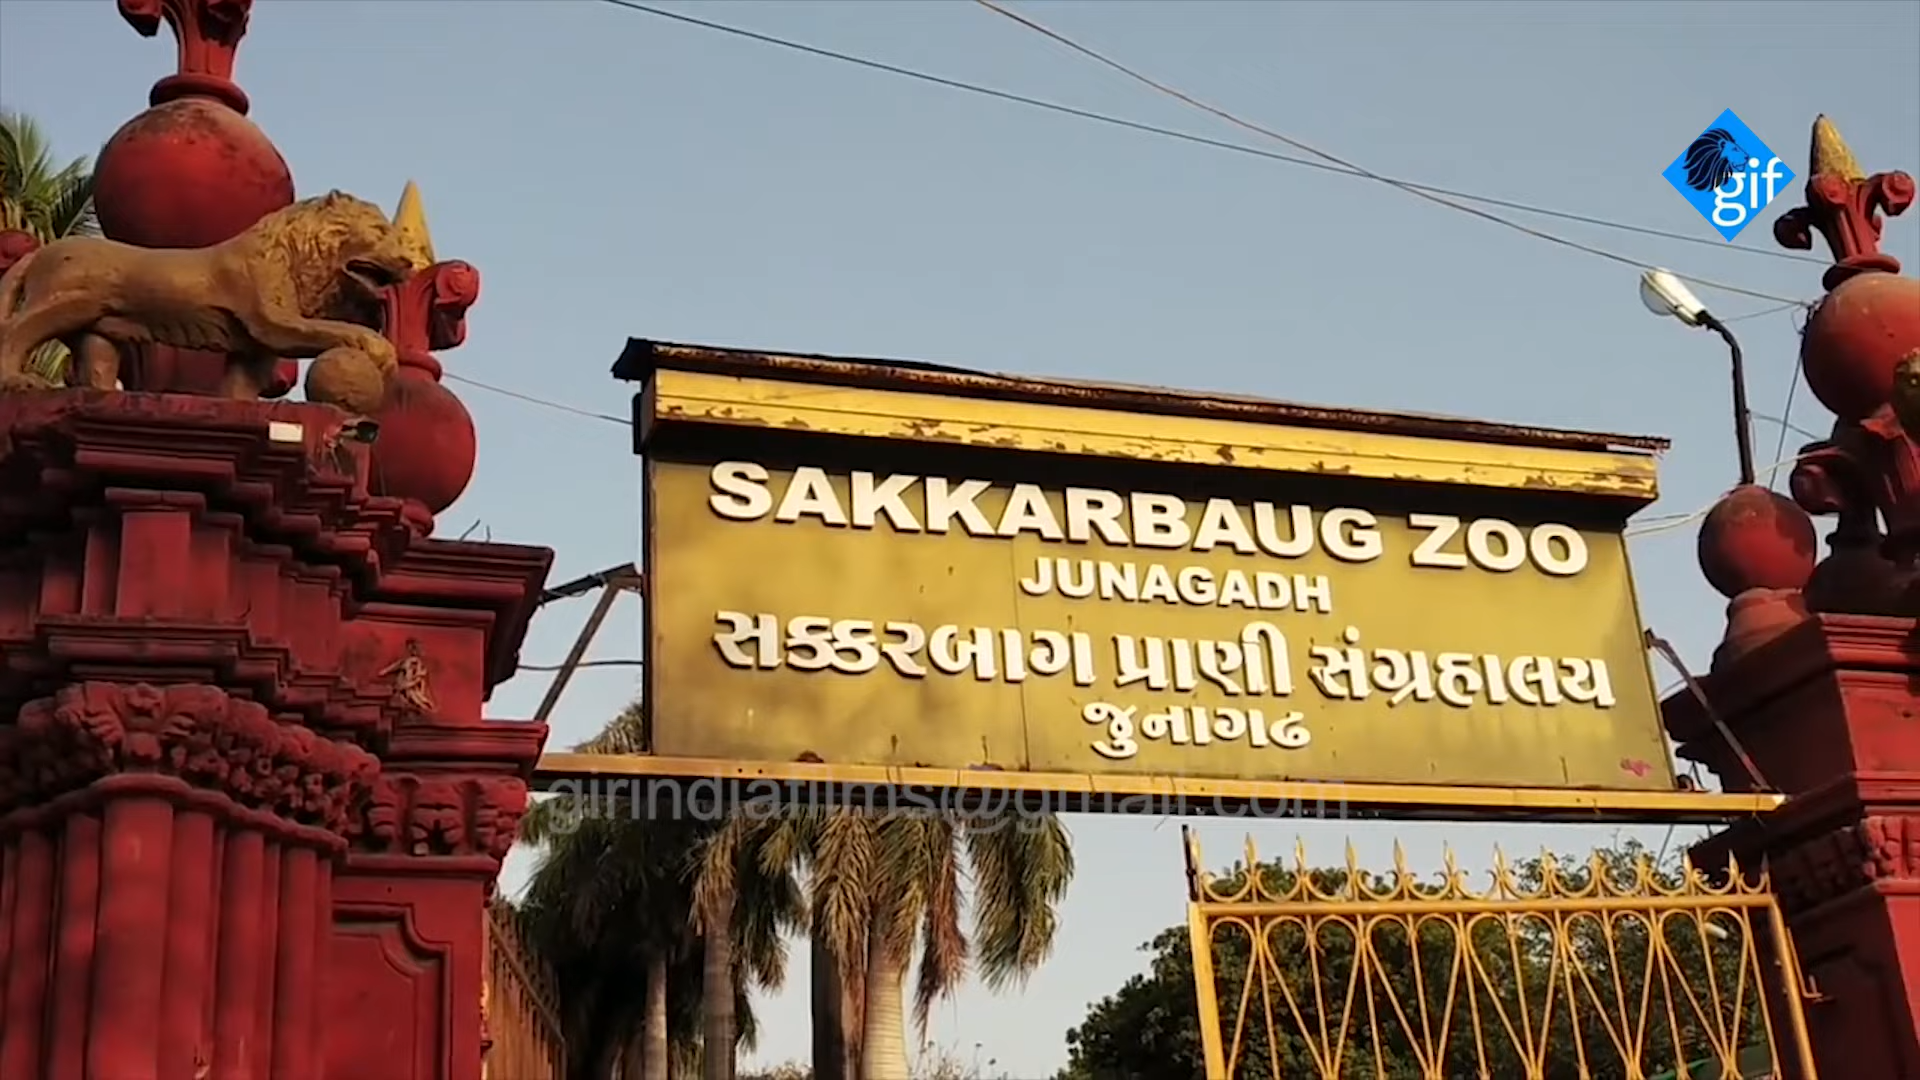 gif
SAKKARBAUG ZOO
JUNAGADH
સક્કરબાગ પ્રાણી સંગ્રહાલય
જુનાગઢ
girindiafilms@gmail.com